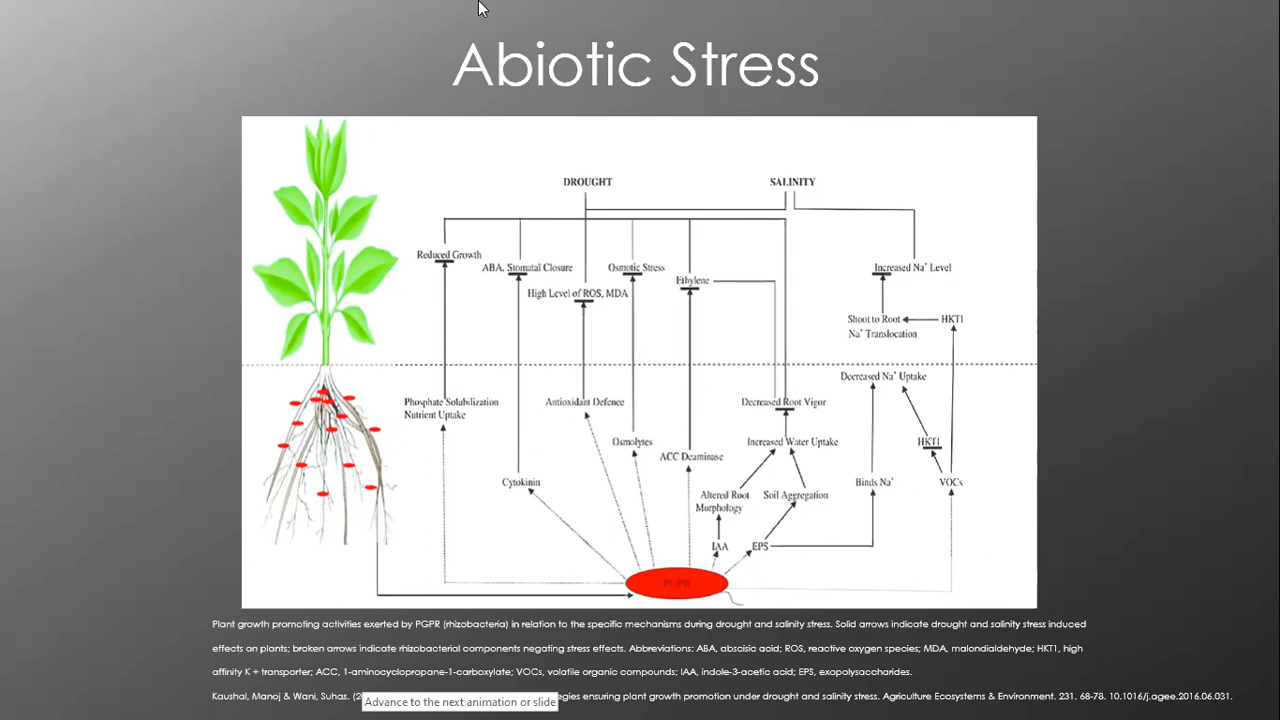 Abiotic Stress
DROUGHT
SALINITY
Reduced Growth
ABA, Stomatal Closure
Osmotic Stress
Increased Na⁺ Level
Ethylene
High Level of ROS, MDA
Shoot to Root
Na⁺ Translocation
HKT1
Decreased Na⁺ Uptake
Phosphate Solubilization
Nutrient Uptake
Antioxidant Defence
Decreased Root Vigor
Osmolytes
Increased Water Uptake
HKT1
ACC Deaminase
Cytokinin
Binds Na⁺
VOCs
Altered Root
Morphology
Soil Aggregation
IAA
EPS
PGPR
Plant growth promoting activities exerted by PGPR (rhizobacteria) in relation to the specific mechanisms during drought and salinity stress. Solid arrows indicate drought and salinity stress induced
effects on plants; broken arrows indicate rhizobacterial components negating stress effects. Abbreviations: ABA, abscisic acid; ROS, reactive oxygen species; MDA, malondialdehyde; HKT1, high
affinity K + transporter; ACC, 1-aminocyclopropane-1-carboxylate; VOCs, volatile organic compounds; IAA, indole-3-acetic acid; EPS, exopolysaccharides.
Kaushal, Manoj & Wani, Suhas. ensuring plant growth promotion under drought and salinity stress. Agriculture Ecosystems & Environment. 231. 68-78. 10.1016/j.agee.2016.06.031.
Advance to the next animation or slide